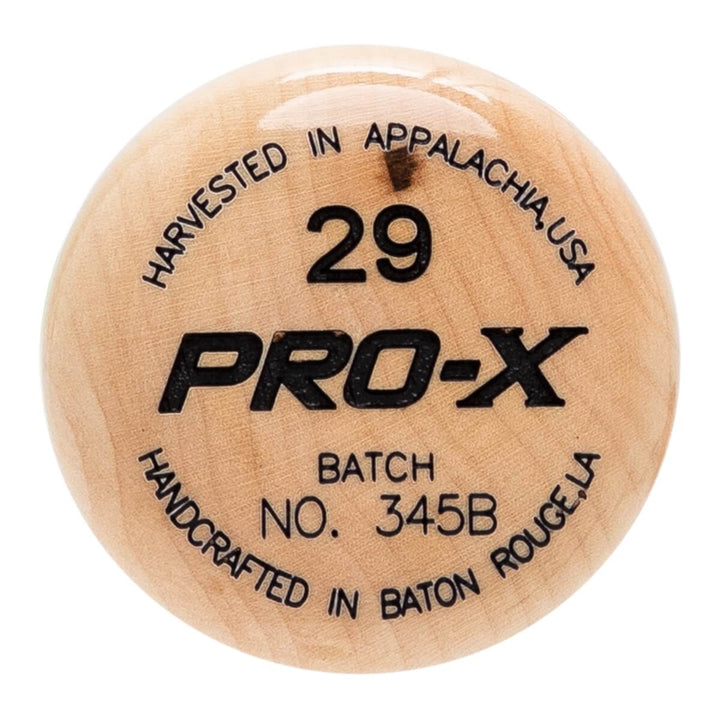 HARVESTED IN APPALACHIA, USA
29
PRO-X
BATCH
NO. 345B
HANDCRAFTED IN BATON ROUGE, LA